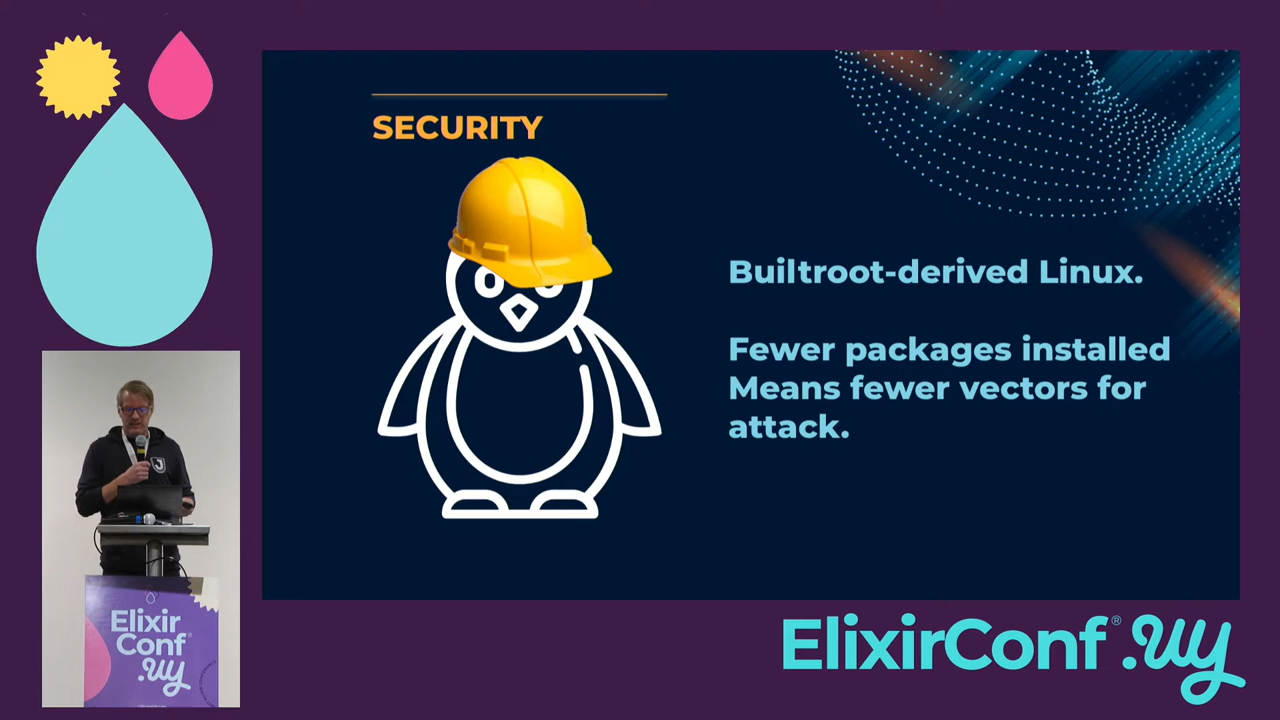 SECURITY
Builtroot-derived Linux.
Fewer packages installed
Means fewer vectors for
attack.
Elixir
Conf
.uy
ElixirConf® .uy